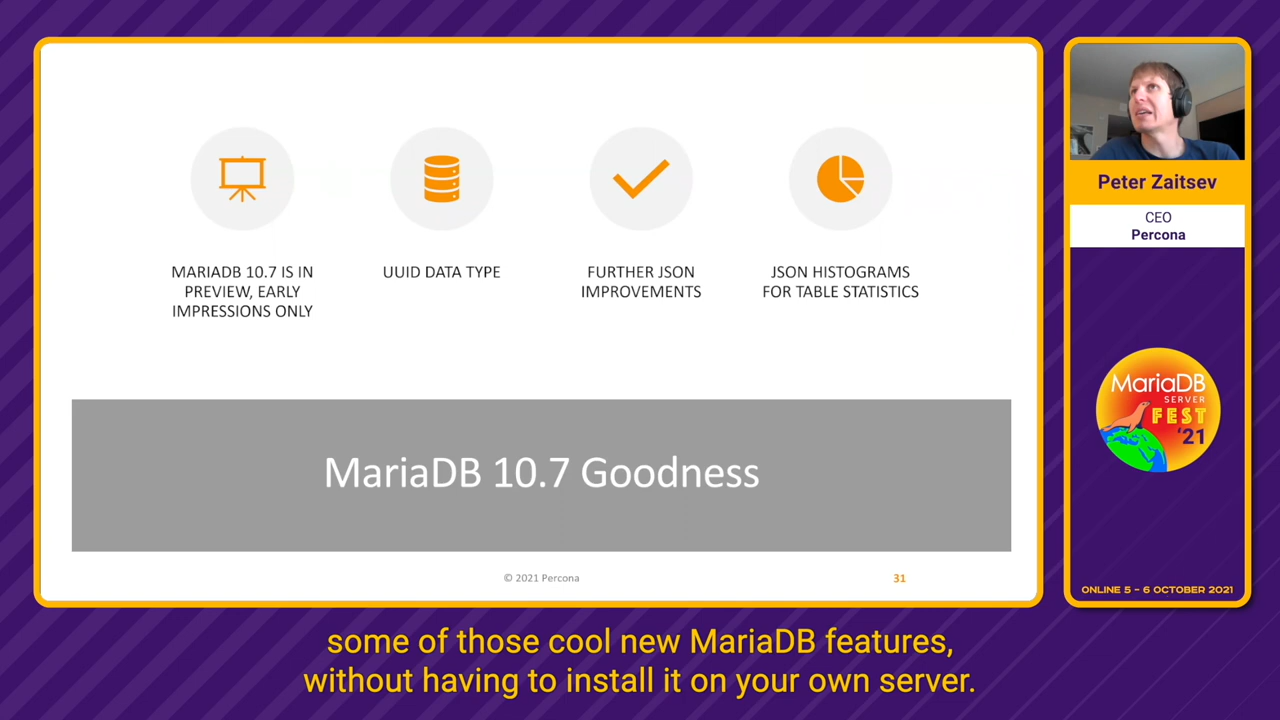 MARIADB 10.7 IS IN
PREVIEW, EARLY
IMPRESSIONS ONLY
UUID DATA TYPE
FURTHER JSON
IMPROVEMENTS
JSON HISTOGRAMS
FOR TABLE STATISTICS
MariaDB 10.7 Goodness
© 2021 Percona
31
Peter Zaitsev
CEO
Percona
MariaDB
SERVER
FEST
'21
ONLINE 5 – 6 OCTOBER 2021
some of those cool new MariaDB features,
without having to install it on your own server.